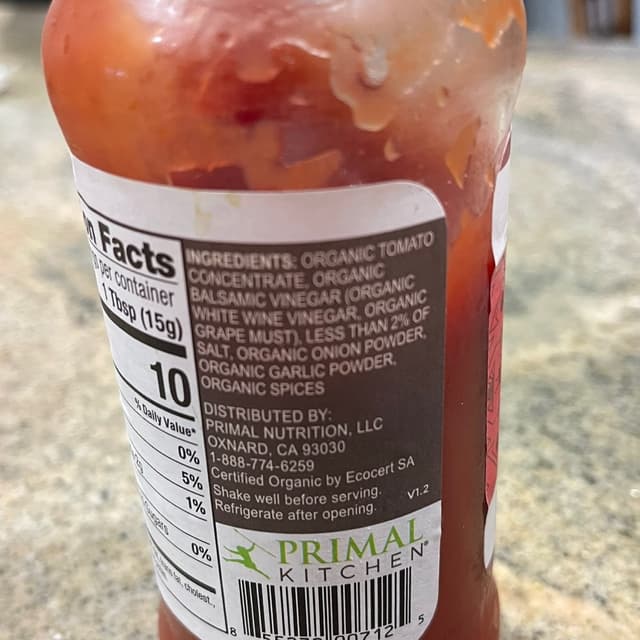 Facts
per container
1 Tbsp (15g)
10
% Daily Value*
0%
5%
1%
0%
INGREDIENTS: ORGANIC TOMATO
CONCENTRATE, ORGANIC
BALSAMIC VINEGAR (ORGANIC
WHITE WINE VINEGAR, ORGANIC
GRAPE MUST), LESS THAN 2% OF
SALT, ORGANIC ONION POWDER,
ORGANIC GARLIC POWDER,
ORGANIC SPICES
DISTRIBUTED BY:
PRIMAL NUTRITION, LLC
OXNARD, CA 93030
1-888-774-6259
Certified Organic by Ecocert SA
Shake well before serving.
Refrigerate after opening. V1.2
PRIMAL
KITCHEN®
8 5